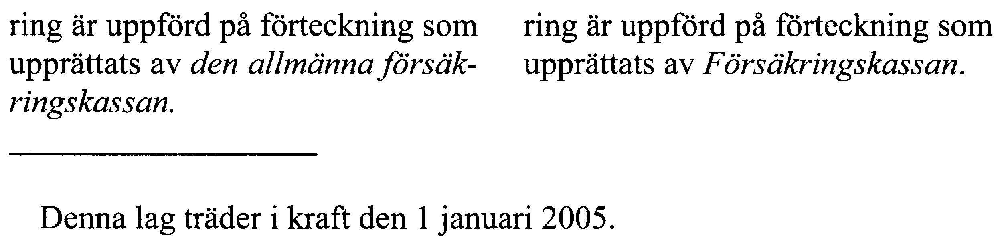 ring är uppförd på förteckning som
upprättats av den allmänna försäk-
ringskassan.
ring är uppförd på förteckning som
upprättats av Försäkringskassan.
Denna lag träder i kraft den 1 januari 2005.